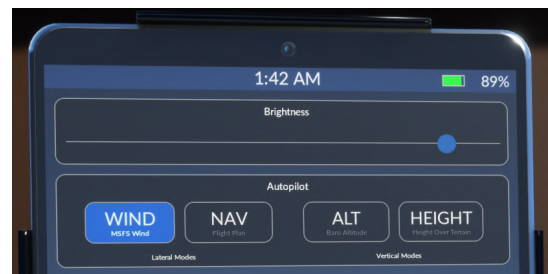 1:42 AM 89%
Brightness
Autopilot
WIND NAV ALT HEIGHT
MSFS Wind Flight Plan Baro Altitude Height Over Terrain
Lateral Modes Vertical Modes